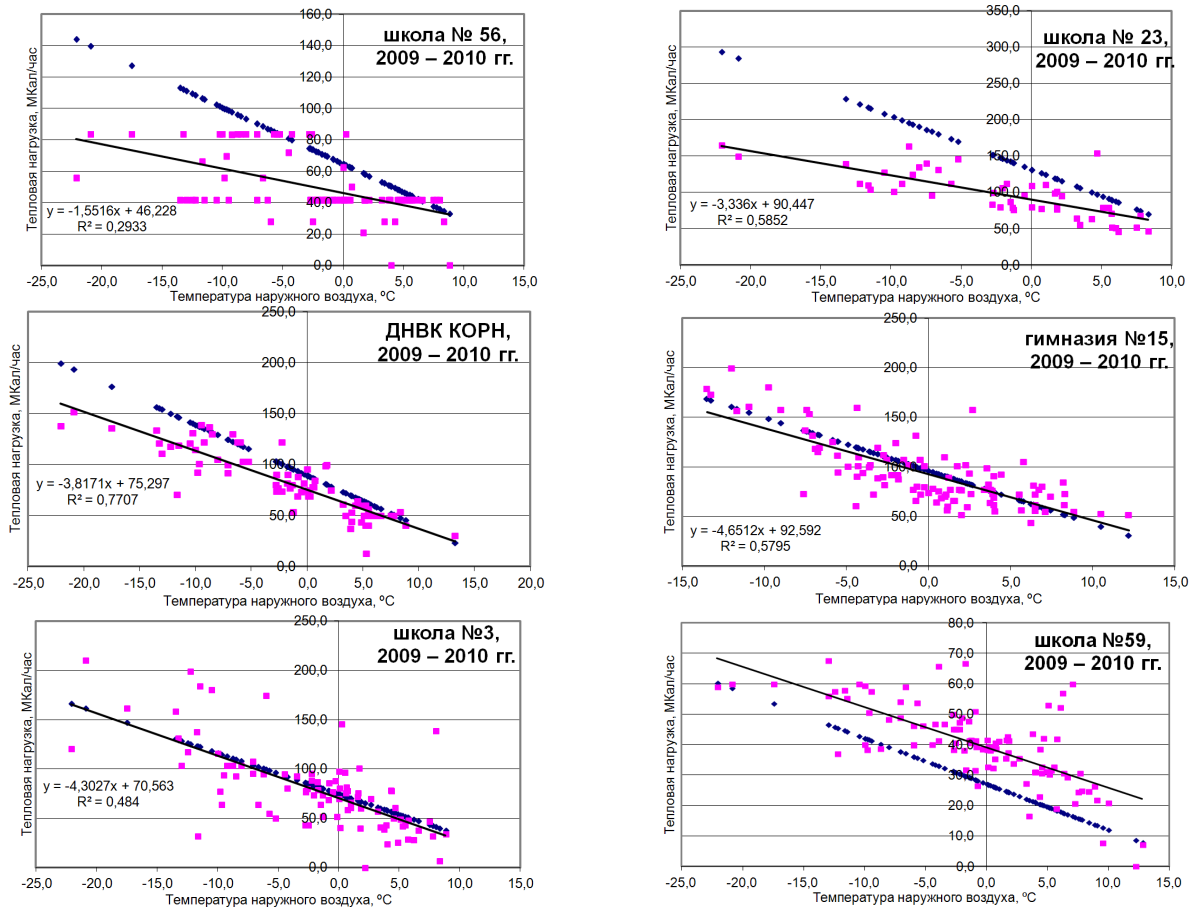 школа № 56,
2009 – 2010 гг.
Тепловая нагрузка, МКал/час
160,0
140,0
120,0
100,0
80,0
60,0
40,0
20,0
0,0
y = -1,5516x + 46,228
R² = 0,2933
-25,0 -20,0 -15,0 -10,0 -5,0 0,0 5,0 10,0 15,0
Температура наружного воздуха, ºС
школа № 23,
2009 – 2010 гг.
Тепловая нагрузка, МКал/час
350,0
300,0
250,0
200,0
150,0
100,0
50,0
0,0
y = -3,336x + 90,447
R² = 0,5852
-25,0 -20,0 -15,0 -10,0 -5,0 0,0 5,0 10,0
Температура наружного воздуха, ºС
ДНВК КОРН,
2009 – 2010 гг.
Тепловая нагрузка, МКал/час
250,0
200,0
150,0
100,0
50,0
0,0
y = -3,8171x + 75,297
R² = 0,7707
-25,0 -20,0 -15,0 -10,0 -5,0 0,0 5,0 10,0 15,0 20,0
Температура наружного воздуха, ºС
гимназия №15,
2009 – 2010 гг.
Тепловая нагрузка, МКал/час
250,0
200,0
150,0
100,0
50,0
0,0
y = -4,6512x + 92,592
R² = 0,5795
-15,0 -10,0 -5,0 0,0 5,0 10,0 15,0
Температура наружного воздуха, ºС
школа №3,
2009 – 2010 гг.
Тепловая нагрузка, МКал/час
250,0
200,0
150,0
100,0
50,0
0,0
y = -4,3027x + 70,563
R² = 0,484
-25,0 -20,0 -15,0 -10,0 -5,0 0,0 5,0 10,0 15,0
Температура наружного воздуха, ºС
школа №59,
2009 – 2010 гг.
Тепловая нагрузка, МКал/час
80,0
70,0
60,0
50,0
40,0
30,0
20,0
10,0
0,0
-25,0 -20,0 -15,0 -10,0 -5,0 0,0 5,0 10,0 15,0
Температура наружного воздуха, ºС